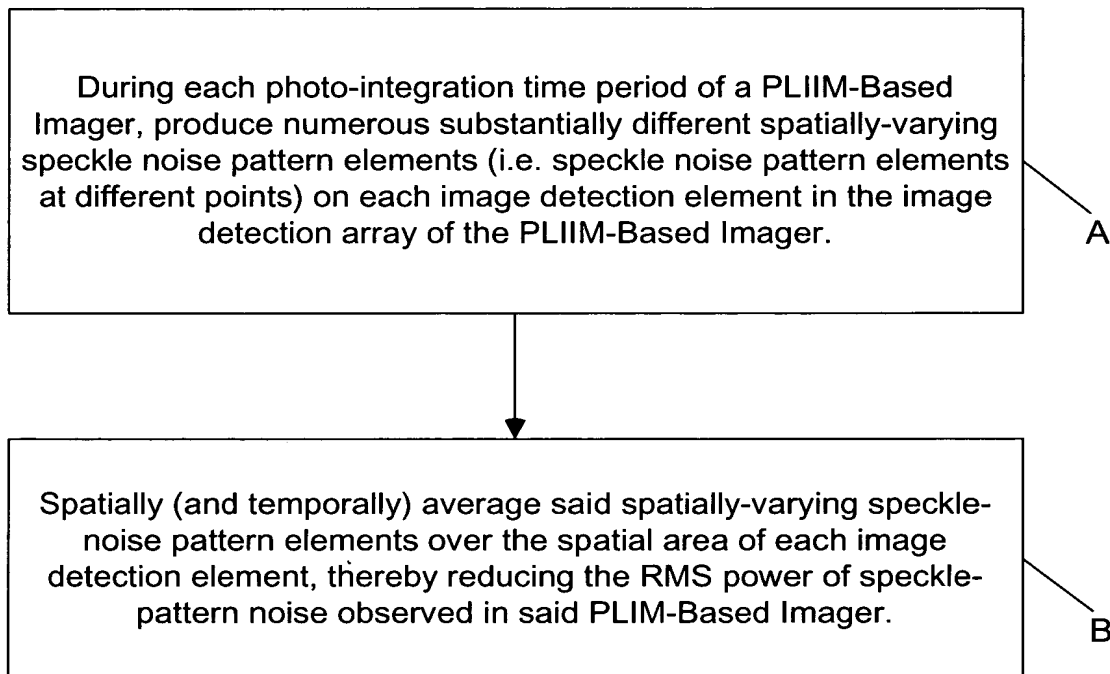 During each photo-integration time period of a PLIIM-Based
Imager, produce numerous substantially different spatially-varying
speckle noise pattern elements (i.e. speckle noise pattern elements
at different points) on each image detection element in the image
detection array of the PLIIM-Based Imager.
A
Spatially (and temporally) average said spatially-varying speckle-
noise pattern elements over the spatial area of each image
detection element, thereby reducing the RMS power of speckle-
pattern noise observed in said PLIM-Based Imager.
B